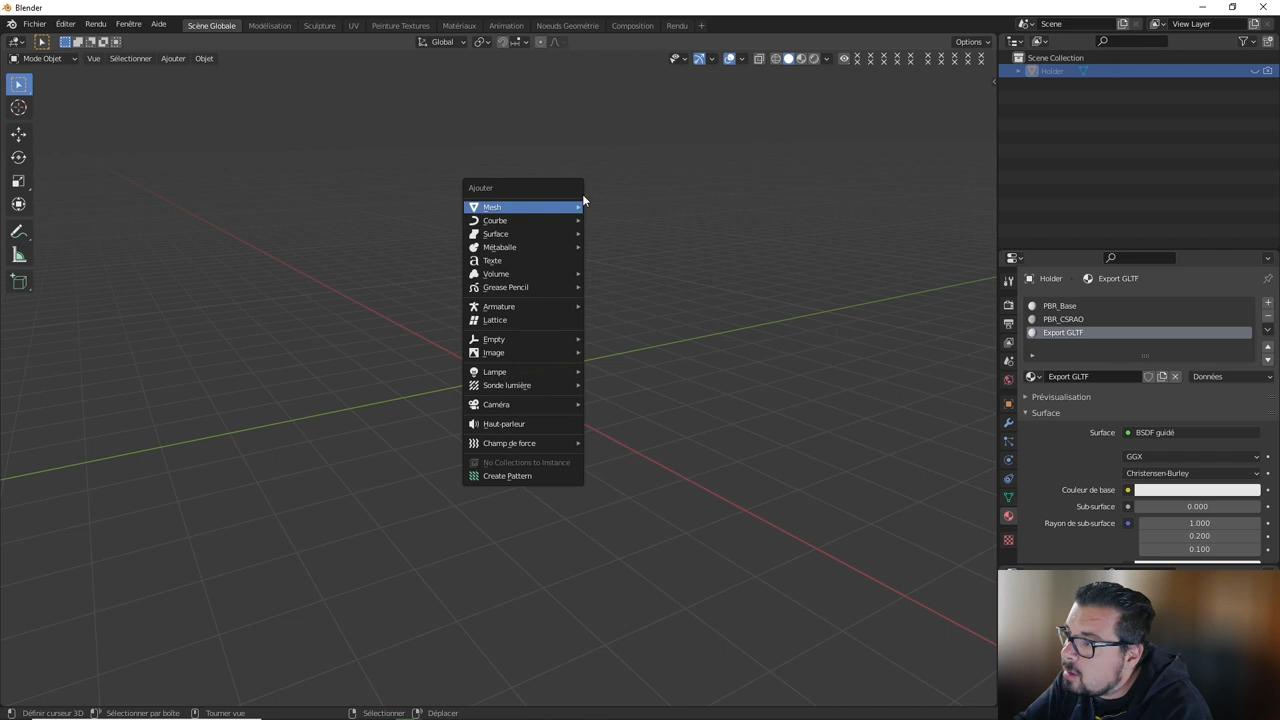 Blender
Fichier Éditer Rendu Fenêtre Aide
Scène Globale Modélisation Sculpture UV Peinture Textures Matériaux Animation Noeuds Geométrie Composition Rendu +
Scene View Layer
Global Options
Mode Objet Vue Sélectionner Ajouter Objet
Scene Collection
Holder
Ajouter
Mesh
Courbe
Surface
Métaballe
Texte
Volume
Grease Pencil
Armature
Lattice
Empty
Image
Lampe
Sonde lumière
Caméra
Haut-parleur
Champ de force
No Collections to Instance
Create Pattern
Holder Export GLTF
PBR_Base
PBR_CSRAO
Export GLTF
Export GLTF Données
Prévisualisation
Surface
Surface BSDF guidé
GGX
Christensen-Burley
Couleur de base
Sub-surface 0.000
Rayon de sub-surface 1.000
0.200
0.100
Définir curseur 3D Sélectionner par boîte Tourner vue Sélectionner Déplacer